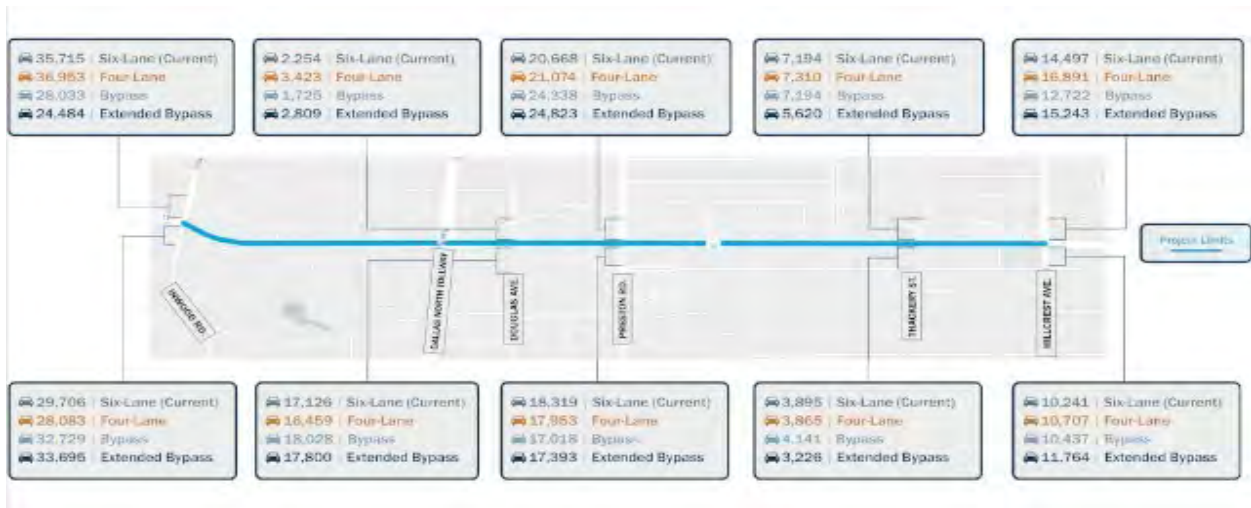 35,715 | Six-Lane (Current)
36,953 | Four-Lane
28,033 | Bypass
24,484 | Extended Bypass
2,254 | Six-Lane (Current)
3,423 | Four-Lane
1,726 | Bypass
2,809 | Extended Bypass
20,668 | Six-Lane (Current)
21,074 | Four-Lane
24,338 | Bypass
24,823 | Extended Bypass
7,194 | Six-Lane (Current)
7,310 | Four-Lane
7,194 | Bypass
5,620 | Extended Bypass
14,497 | Six-Lane (Current)
16,891 | Four-Lane
12,722 | Bypass
15,243 | Extended Bypass
Project Limits
INWOOD RD.
DALLAS NORTH TOLLWAY
DOUGLAS AVE.
PRESTON RD.
THACKERY ST.
HILLCREST AVE.
29,706 | Six-Lane (Current)
28,083 | Four-Lane
32,729 | Bypass
33,695 | Extended Bypass
17,126 | Six-Lane (Current)
16,459 | Four-Lane
18,028 | Bypass
17,800 | Extended Bypass
18,319 | Six-Lane (Current)
17,953 | Four-Lane
17,018 | Bypass
17,393 | Extended Bypass
3,895 | Six-Lane (Current)
3,865 | Four-Lane
4,141 | Bypass
3,226 | Extended Bypass
10,241 | Six-Lane (Current)
10,707 | Four-Lane
10,437 | Bypass
11,764 | Extended Bypass